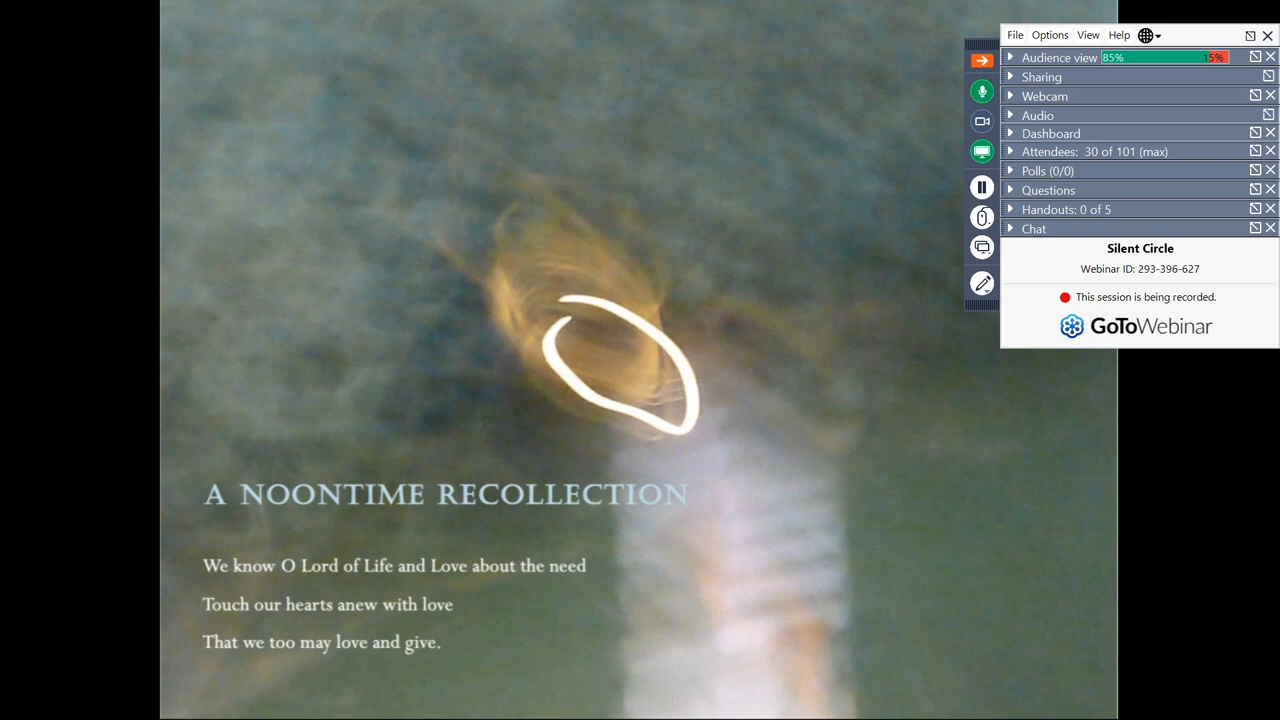 File Options View Help
Audience view 85% 15%
Sharing
Webcam
Audio
Dashboard
Attendees: 30 of 101 (max)
Polls (0/0)
Questions
Handouts: 0 of 5
Chat
Silent Circle
Webinar ID: 293-396-627
This session is being recorded.
GoToWebinar
A NOONTIME RECOLLECTION
We know O Lord of Life and Love about the need
Touch our hearts anew with love
That we too may love and give.